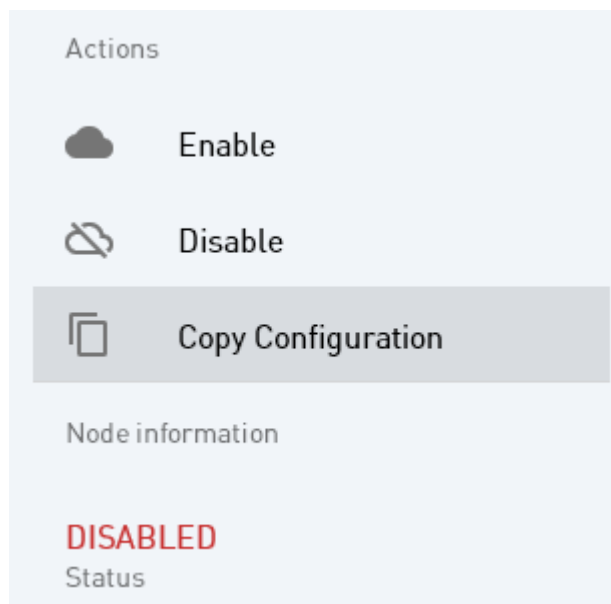 Actions
Enable
Disable
Copy Configuration
Node information
DISABLED
Status